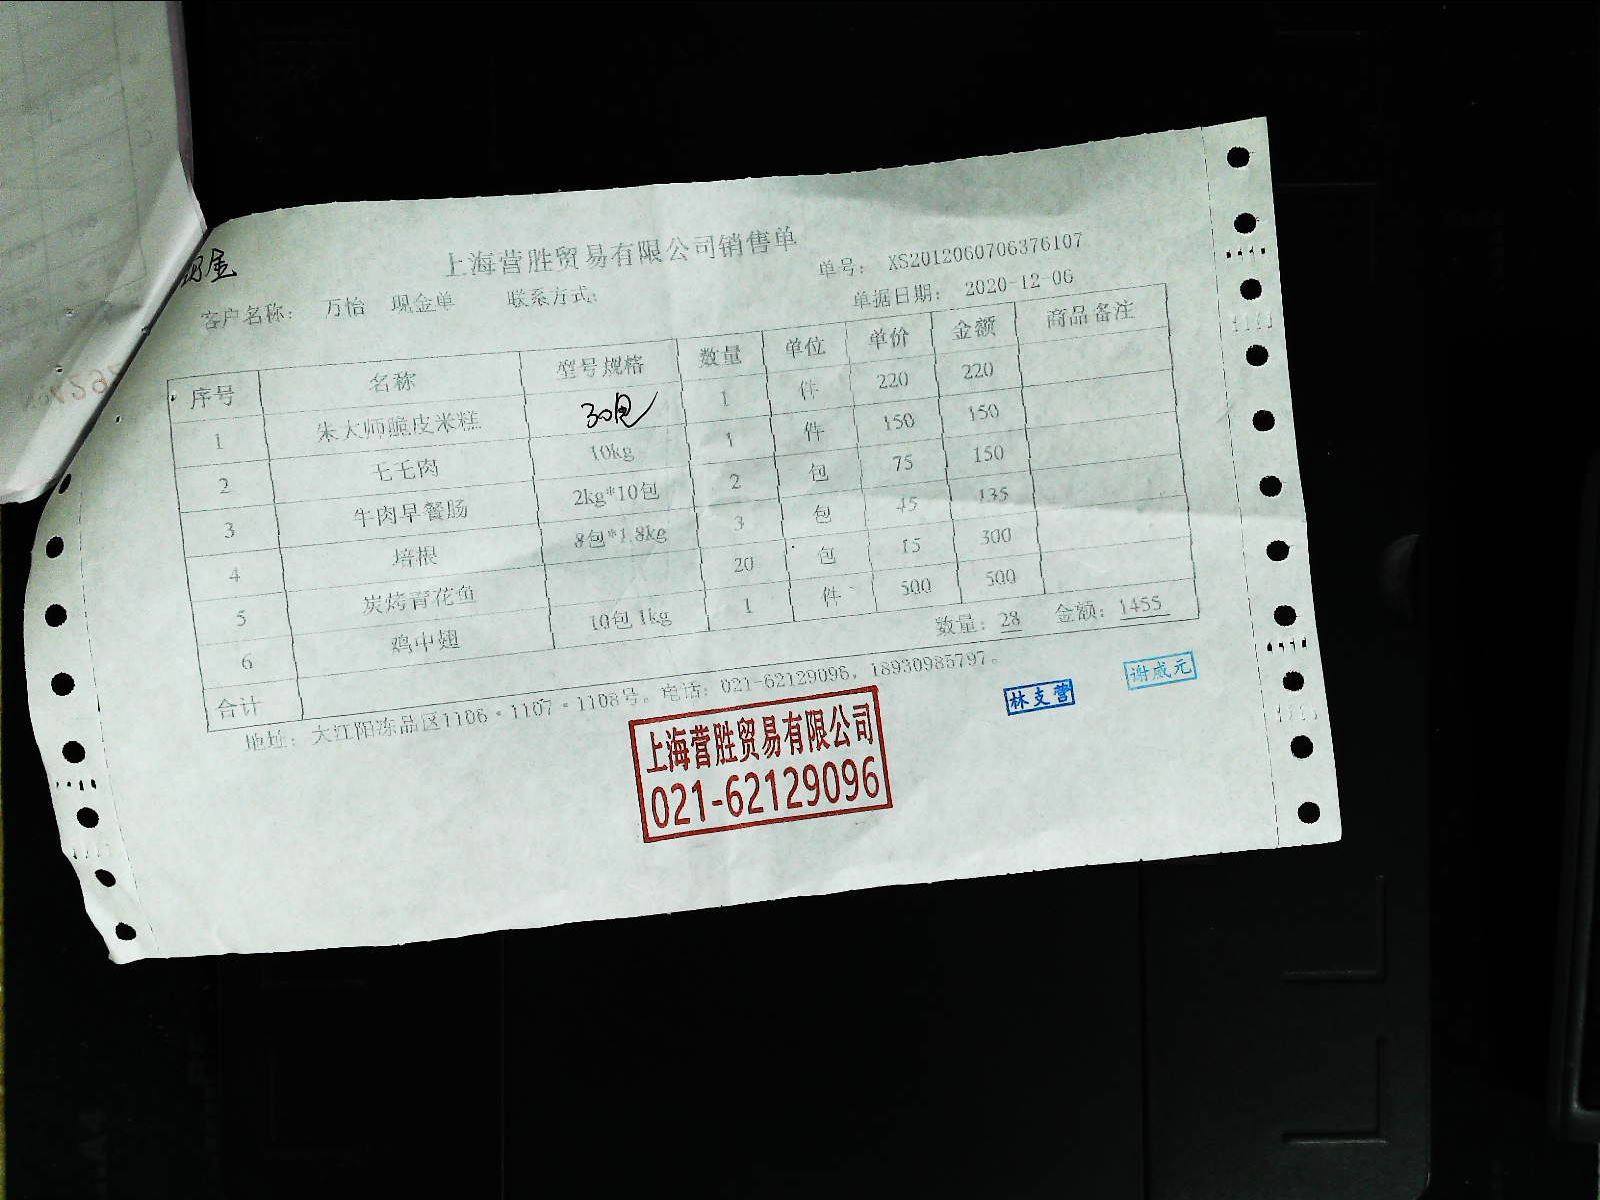 上海营胜贸易有限公司销售单
单号： XS2012060706376107
客户名称： 万怡 现金单 联系方式：
单据日期： 2020-12-06
序号 名称 型号规格 数量 单位 单价 金额 商品备注
1 朱大师脆皮米糕 30包 1 件 220 220
2 七毛肉 10kg 1 件 150 150
3 牛肉早餐肠 2kg*10包 2 包 75 150
4 培根 8包*1.8kg 3 包 45 135
5 炭烤青花鱼 20 包 15 300
6 鸡中翅 10包 1kg 1 件 500 500
合计 数量： 28 金额： 1455
地址： 大江阳冻品区1106·1107·1108号。电话：021-62129096，18930985797。
上海营胜贸易有限公司
021-62129096
林支营
谢威元